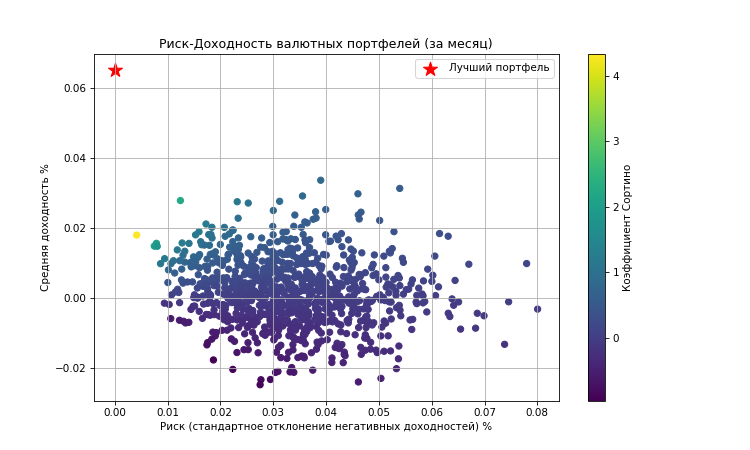 Риск-Доходность валютных портфелей (за месяц)
Лучший портфель
Средняя доходность %
0.06
0.04
0.02
0.00
−0.02
0.00 0.01 0.02 0.03 0.04 0.05 0.06 0.07 0.08
Риск (стандартное отклонение негативных доходностей) %
4
3
2
1
0
Коэффициент Сортино